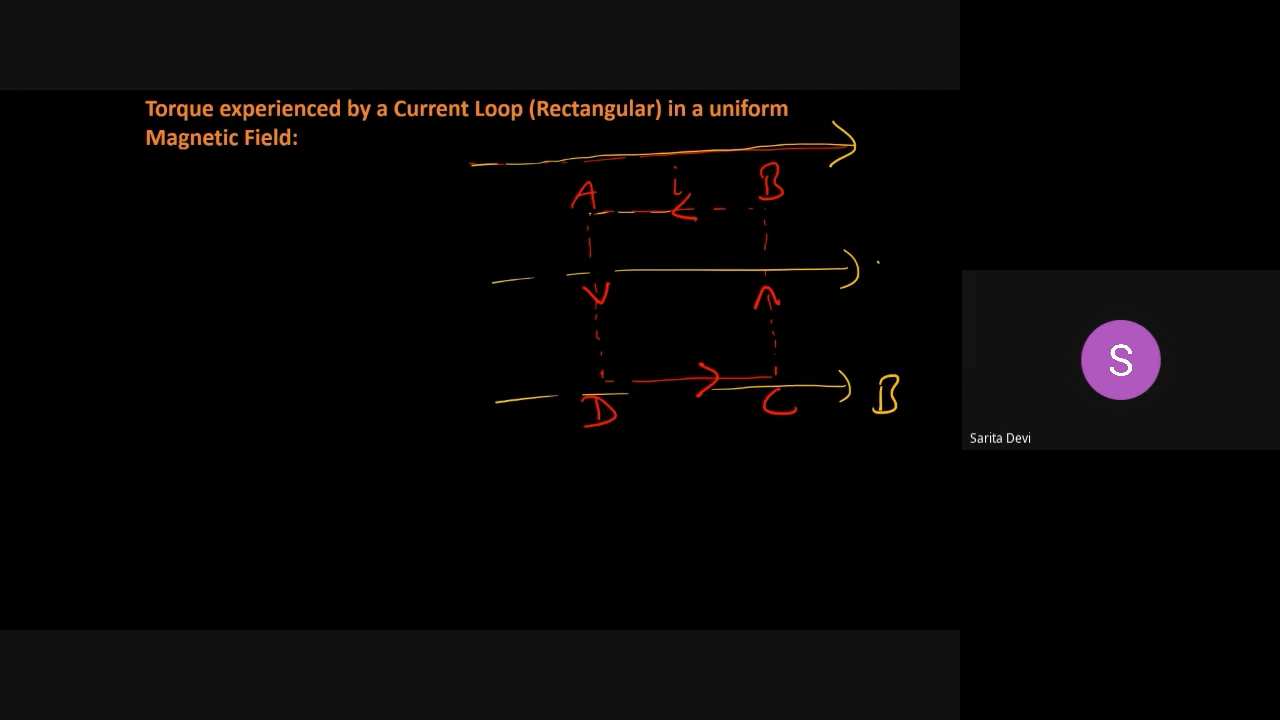 Torque experienced by a Current Loop (Rectangular) in a uniform
Magnetic Field:
A i B
D C B
S
Sarita Devi